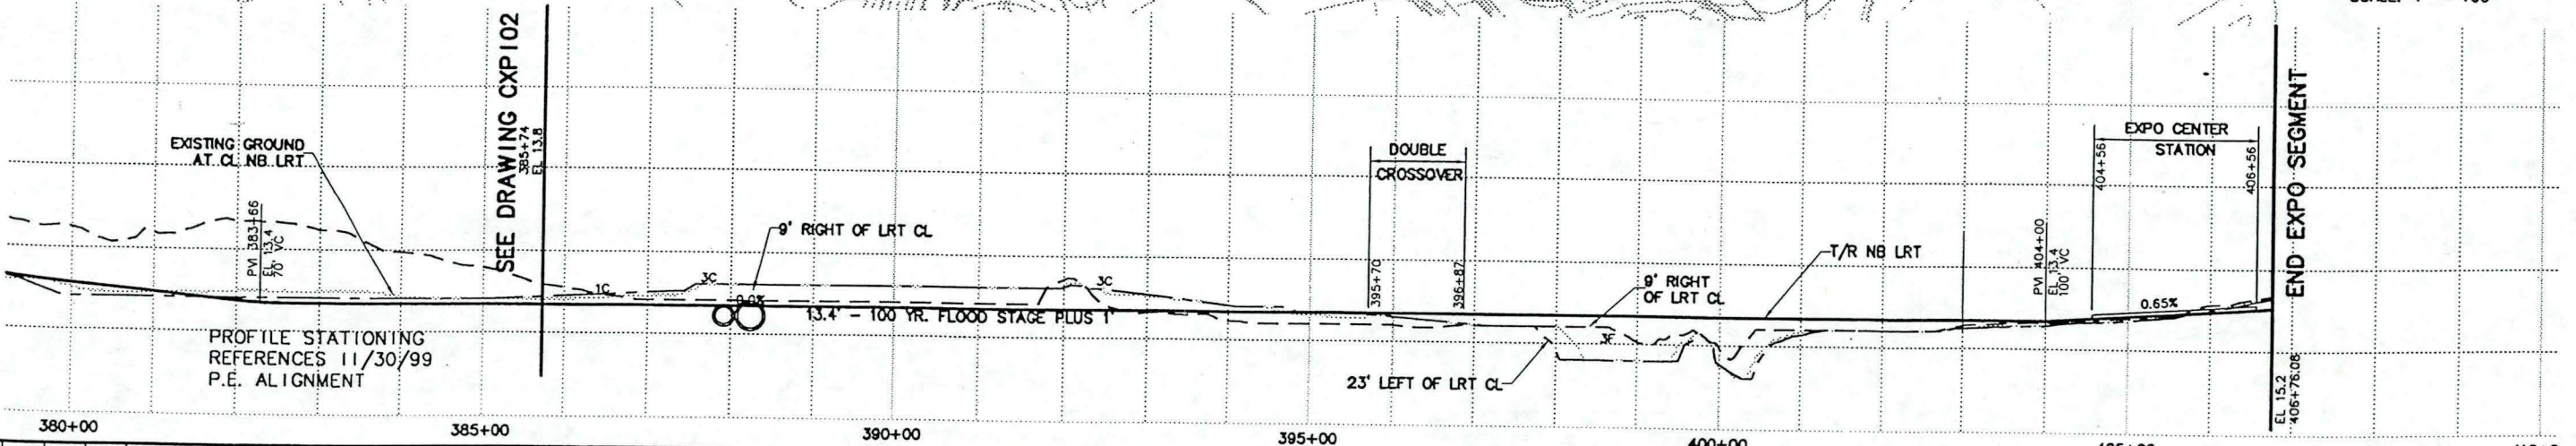 SEE DRAWING CXP102
385+74
EL 13.8
EXISTING GROUND
AT CL NB LRT
PVI 383+66
EL 13.4
70' VC
PROFILE STATIONING
REFERENCES 11/30/99
P.E. ALIGNMENT
1C
3C
9' RIGHT OF LRT CL
0.0%
13.4' - 100 YR. FLOOD STAGE PLUS 1'
3C
DOUBLE
CROSSOVER
395+70
396+87
23' LEFT OF LRT CL
3F
9' RIGHT
OF LRT CL
T/R NB LRT
PVI 404+00
EL 13.4
100' VC
EXPO CENTER
STATION
404+56
406+56
0.65%
END EXPO SEGMENT
EL 15.2
406+76.08
380+00
385+00
390+00
395+00
400+00